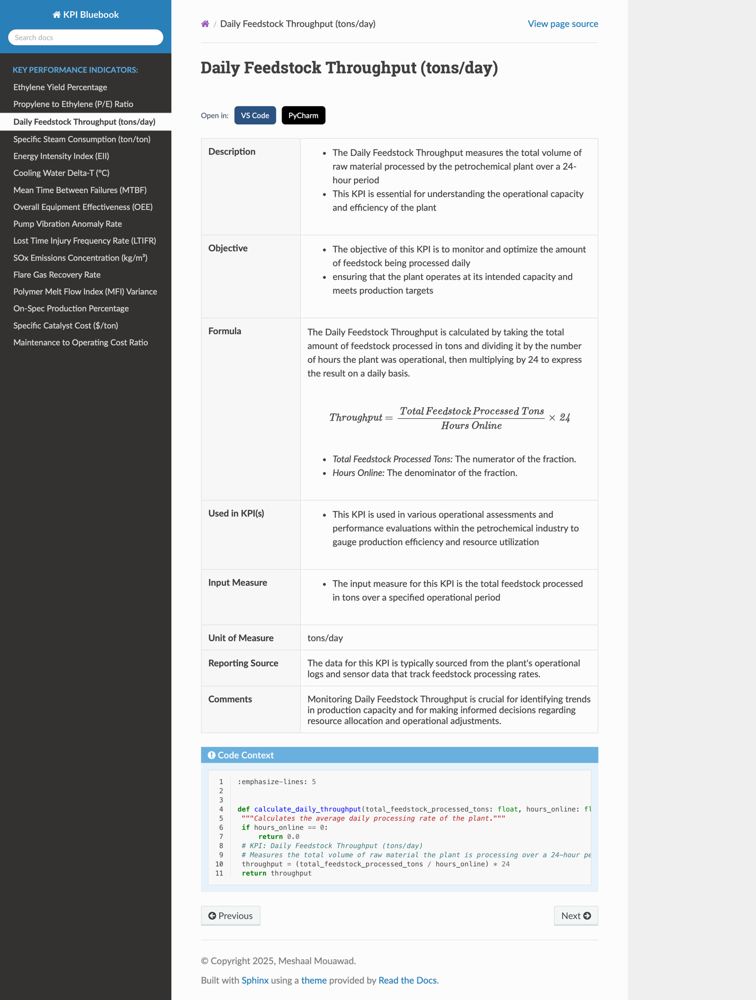 KPI Bluebook
Search docs
KEY PERFORMANCE INDICATORS:
Ethylene Yield Percentage
Propylene to Ethylene (P/E) Ratio
Daily Feedstock Throughput (tons/day)
Specific Steam Consumption (ton/ton)
Energy Intensity Index (EII)
Cooling Water Delta-T (°C)
Mean Time Between Failures (MTBF)
Overall Equipment Effectiveness (OEE)
Pump Vibration Anomaly Rate
Lost Time Injury Frequency Rate (LTIFR)
SOx Emissions Concentration (kg/m³)
Flare Gas Recovery Rate
Polymer Melt Flow Index (MFI) Variance
On-Spec Production Percentage
Specific Catalyst Cost ($/ton)
Maintenance to Operating Cost Ratio
/ Daily Feedstock Throughput (tons/day)
View page source
Daily Feedstock Throughput (tons/day)
Open in: VS Code PyCharm
Description
• The Daily Feedstock Throughput measures the total volume of
raw material processed by the petrochemical plant over a 24-
hour period
• This KPI is essential for understanding the operational capacity
and efficiency of the plant
Objective
• The objective of this KPI is to monitor and optimize the amount
of feedstock being processed daily
• ensuring that the plant operates at its intended capacity and
meets production targets
Formula
The Daily Feedstock Throughput is calculated by taking the total
amount of feedstock processed in tons and dividing it by the number
of hours the plant was operational, then multiplying by 24 to express
the result on a daily basis.
Throughput = Total Feedstock Processed Tons / Hours Online × 24
• Total Feedstock Processed Tons: The numerator of the fraction.
• Hours Online: The denominator of the fraction.
Used in KPI(s)
• This KPI is used in various operational assessments and
performance evaluations within the petrochemical industry to
gauge production efficiency and resource utilization
Input Measure
• The input measure for this KPI is the total feedstock processed
in tons over a specified operational period
Unit of Measure
tons/day
Reporting Source
The data for this KPI is typically sourced from the plant's operational
logs and sensor data that track feedstock processing rates.
Comments
Monitoring Daily Feedstock Throughput is crucial for identifying trends
in production capacity and for making informed decisions regarding
resource allocation and operational adjustments.
Code Context
1 :emphasize-lines: 5
2
3
4 def calculate_daily_throughput(total_feedstock_processed_tons: float, hours_online: fl
5 """Calculates the average daily processing rate of the plant."""
6 if hours_online == 0:
7 return 0.0
8 # KPI: Daily Feedstock Throughput (tons/day)
9 # Measures the total volume of raw material the plant is processing over a 24-hour pe
10 throughput = (total_feedstock_processed_tons / hours_online) * 24
11 return throughput
Previous
Next
© Copyright 2025, Meshaal Mouawad.
Built with Sphinx using a theme provided by Read the Docs.